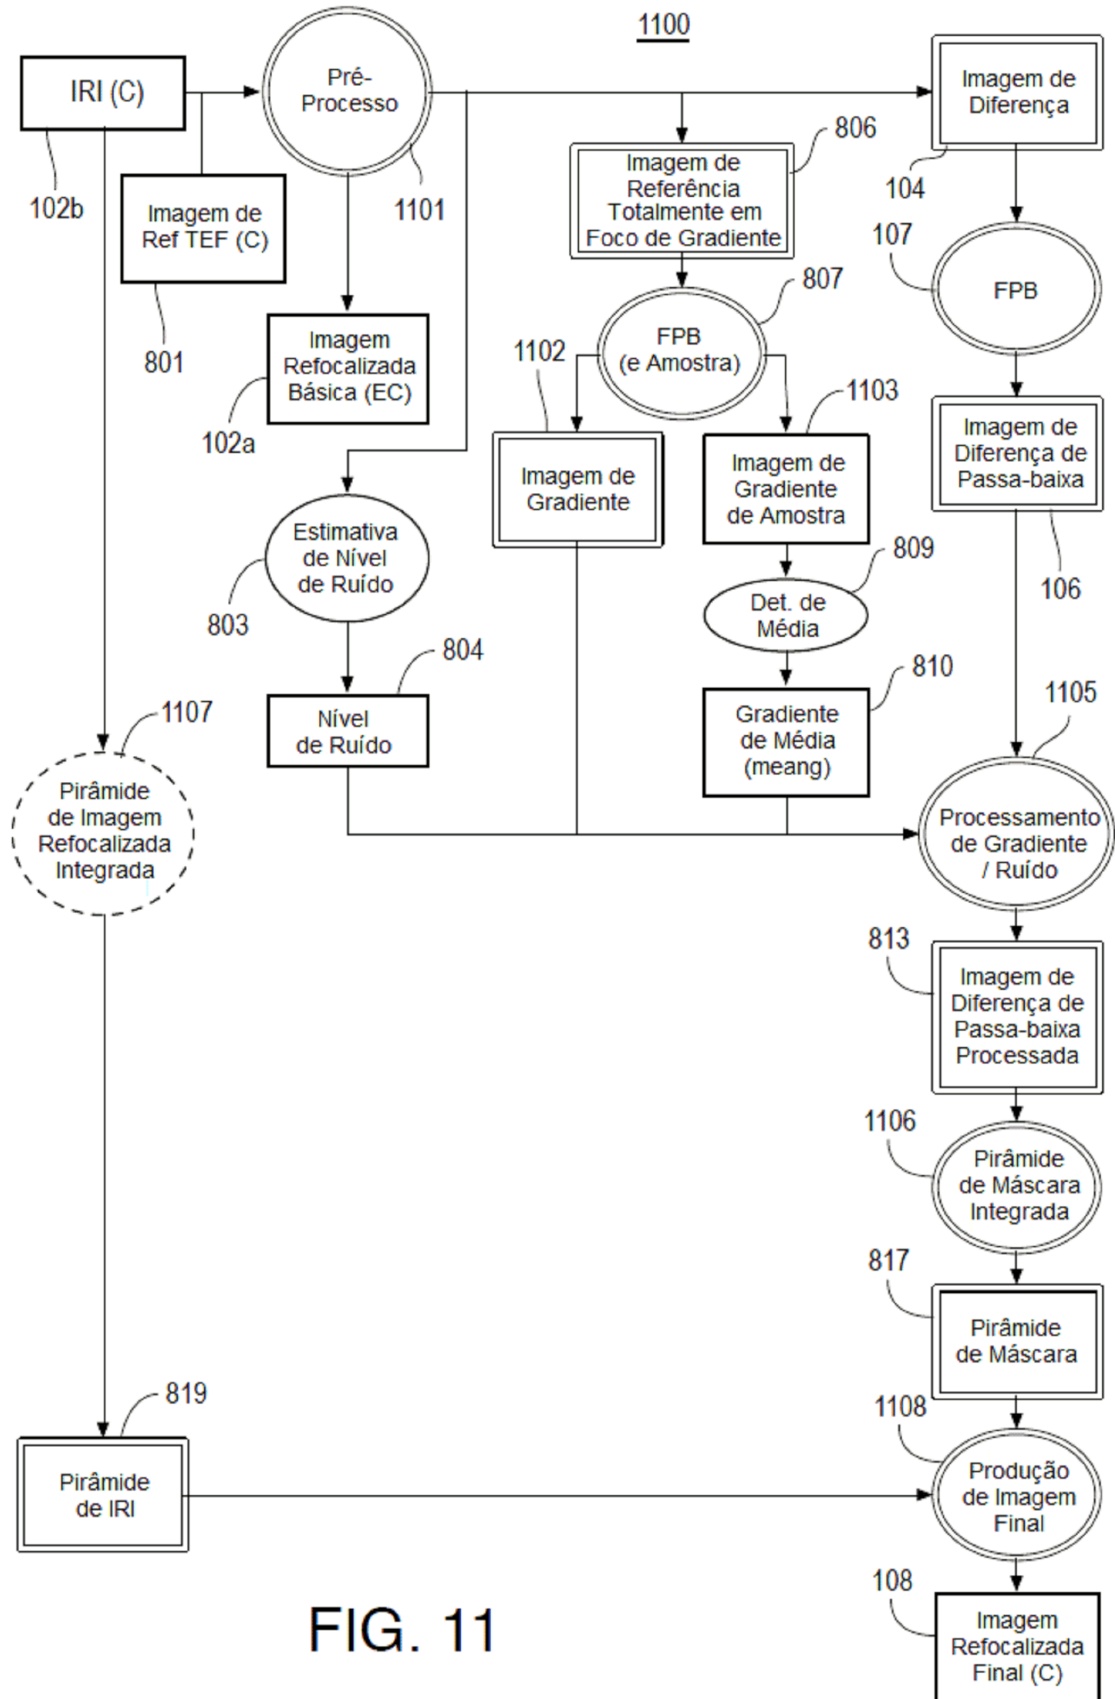 1100
IRI (C)
Pré-
Processo
Imagem de
Diferença
102b
Imagem de
Ref TEF (C)
801
1101
806
Imagem de
Referência
Totalmente em
Foco de Gradiente
104
107
FPB
Imagem
Refocalizada
Básica (EC)
102a
807
FPB
(e Amostra)
1102
1103
Imagem de
Gradiente
Imagem de
Gradiente
de Amostra
Imagem de
Diferença de
Passa-baixa
106
Estimativa
de Nível
de Ruído
803
809
Det. de
Média
804
Nível
de Ruído
810
Gradiente
de Média
(meang)
1105
Processamento
de Gradiente
/ Ruído
1107
Pirâmide
de Imagem
Refocalizada
Integrada
813
Imagem de
Diferença de
Passa-baixa
Processada
1106
Pirâmide
de Máscara
Integrada
817
Pirâmide
de Máscara
819
Pirâmide
de IRI
1108
Produção
de Imagem
Final
108
Imagem
Refocalizada
Final (C)
FIG. 11